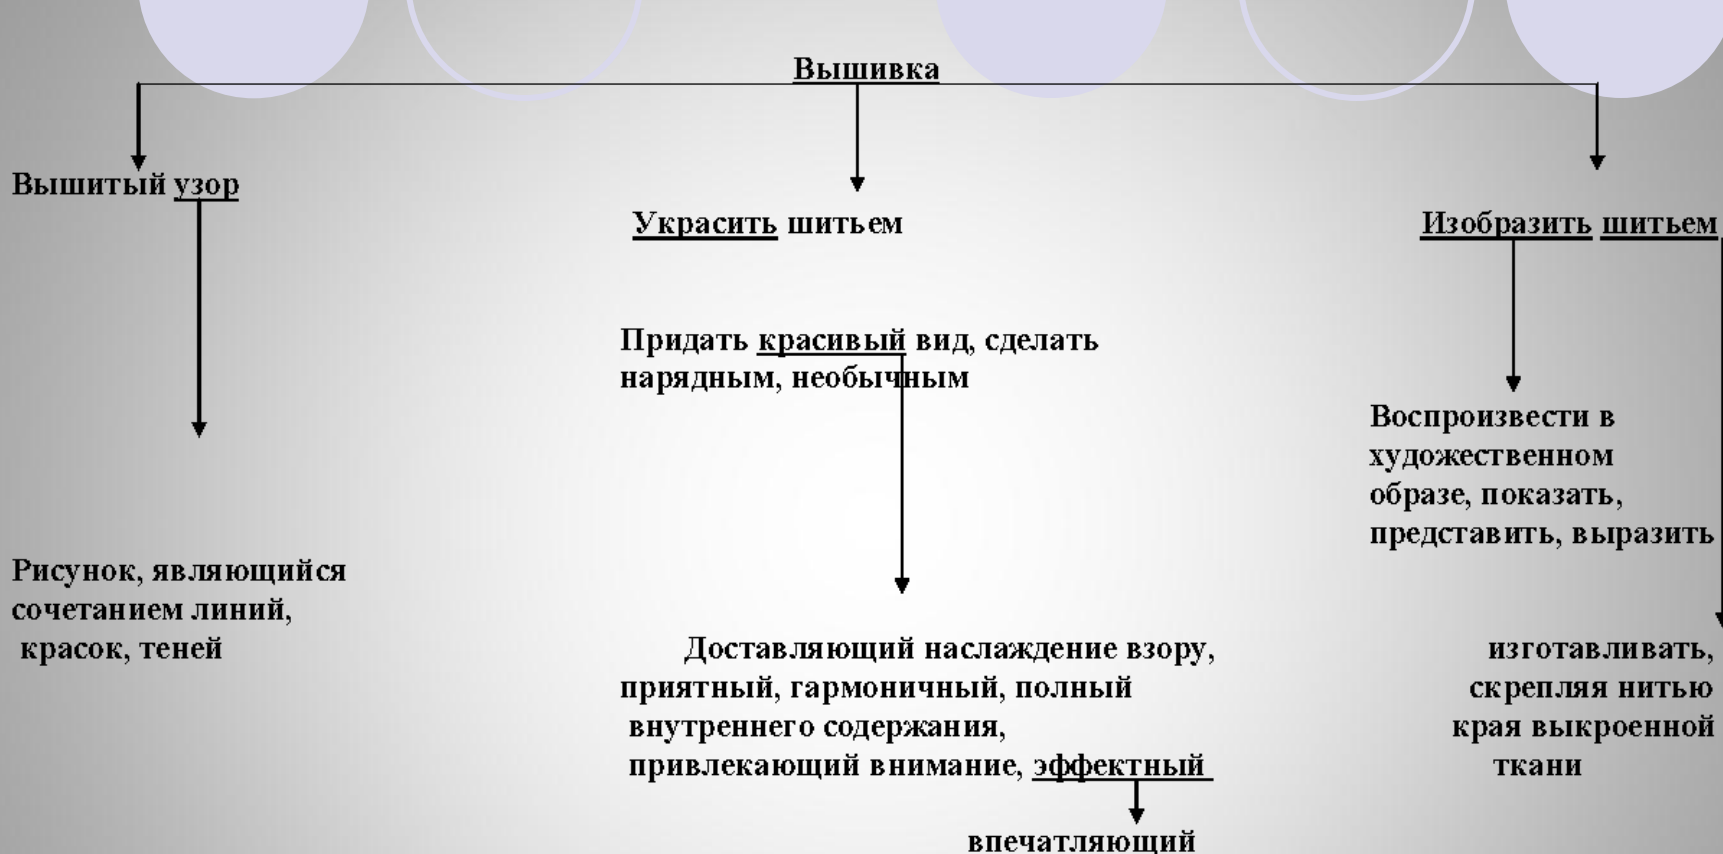 Вышивка
Вышитый узор
Украсить шитьем
Изобразить шитьем
Придать красивый вид, сделать
нарядным, необычным
Воспроизвести в
художественном
образе, показать,
представить, выразить
Рисунок, являющийся
сочетанием линий,
красок, теней
Доставляющий наслаждение взору,
приятный, гармоничный, полный
внутреннего содержания,
привлекающий внимание, эффектный
впечатляющий
изготавливать,
скрепляя нитью
края выкроенной
ткани